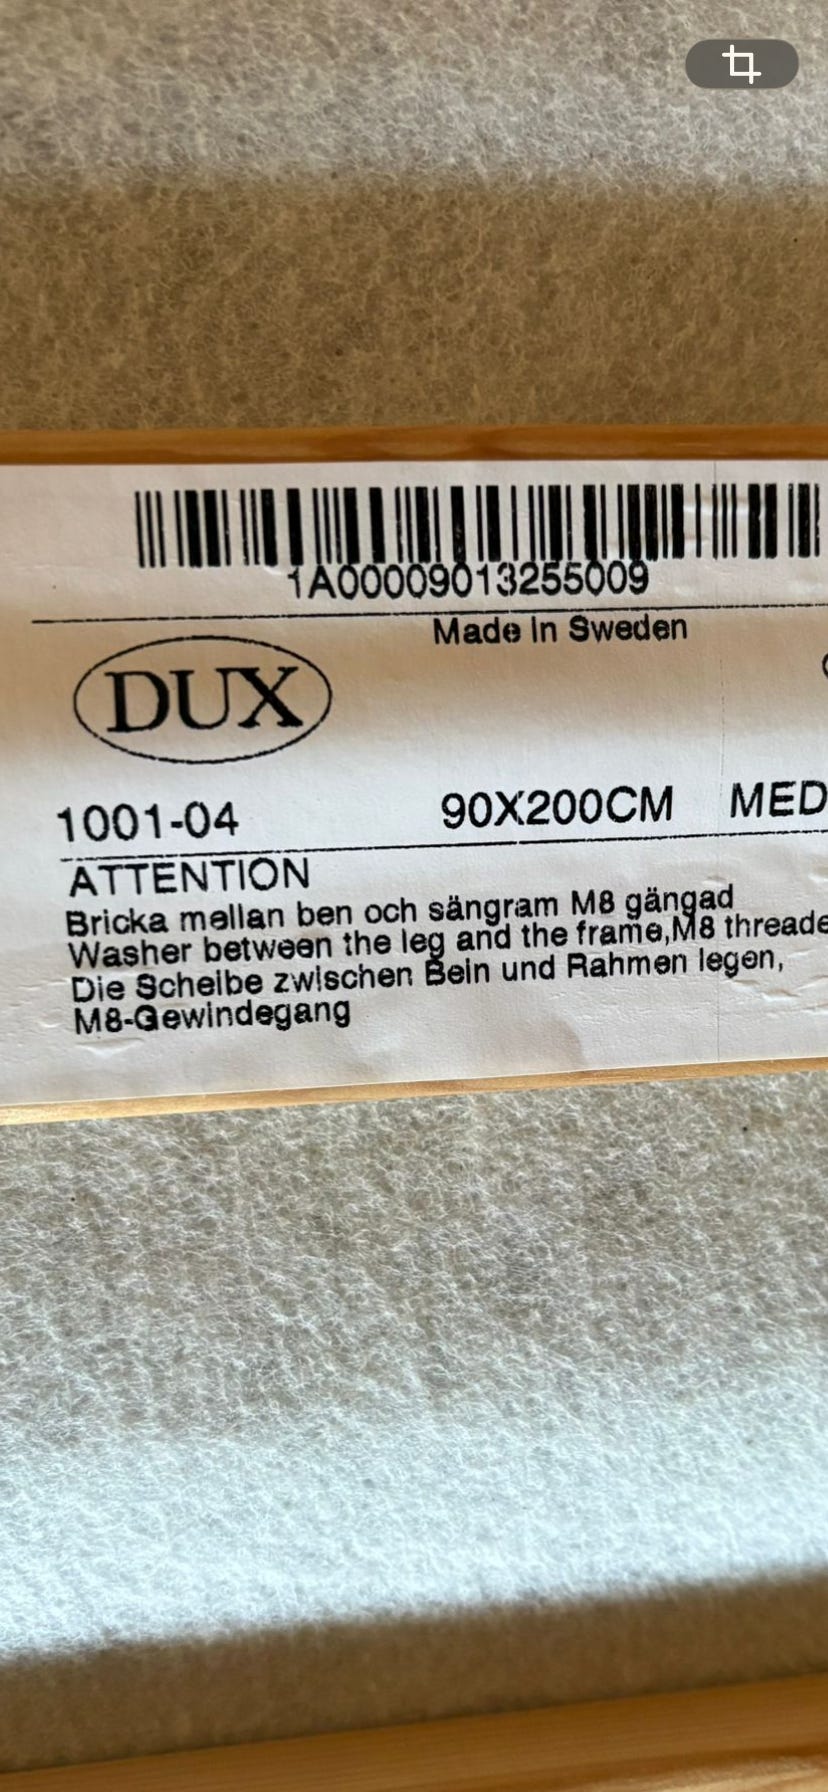 1A00009013255009
Made in Sweden
DUX
1001-04 90X200CM MED
ATTENTION
Bricka mellan ben och sängram M8 gängad
Washer between the leg and the frame,M8 threade
Die Scheibe zwischen Bein und Rahmen legen,
M8-Gewindegang